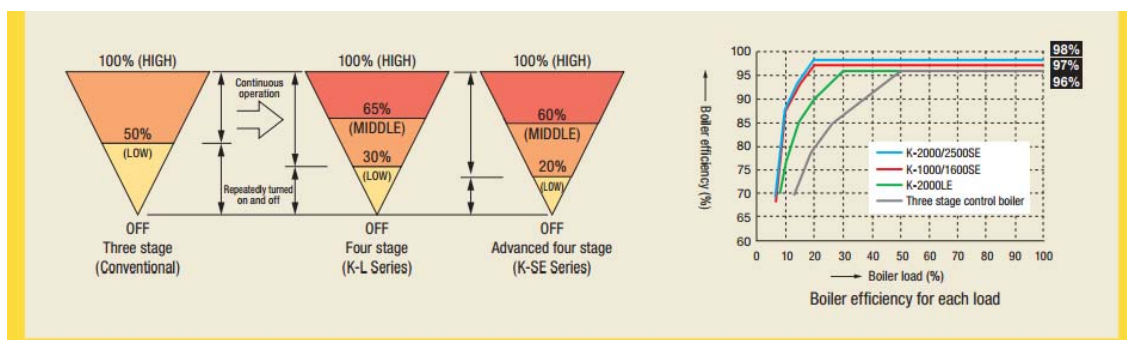 100% (HIGH)
50%
(LOW)
OFF
Three stage
(Conventional)
Continuous
operation
Repeatedly turned
on and off
100% (HIGH)
65%
(MIDDLE)
30%
(LOW)
OFF
Four stage
(K-L Series)
100% (HIGH)
60%
(MIDDLE)
20%
(LOW)
OFF
Advanced four stage
(K-SE Series)
Boiler efficiency (%)
100
95
90
85
80
75
70
65
60
0 10 20 30 40 50 60 70 80 90 100
98%
97%
96%
K-2000/2500SE
K-1000/1600SE
K-2000LE
Three stage control boiler
Boiler load (%)
Boiler efficiency for each load